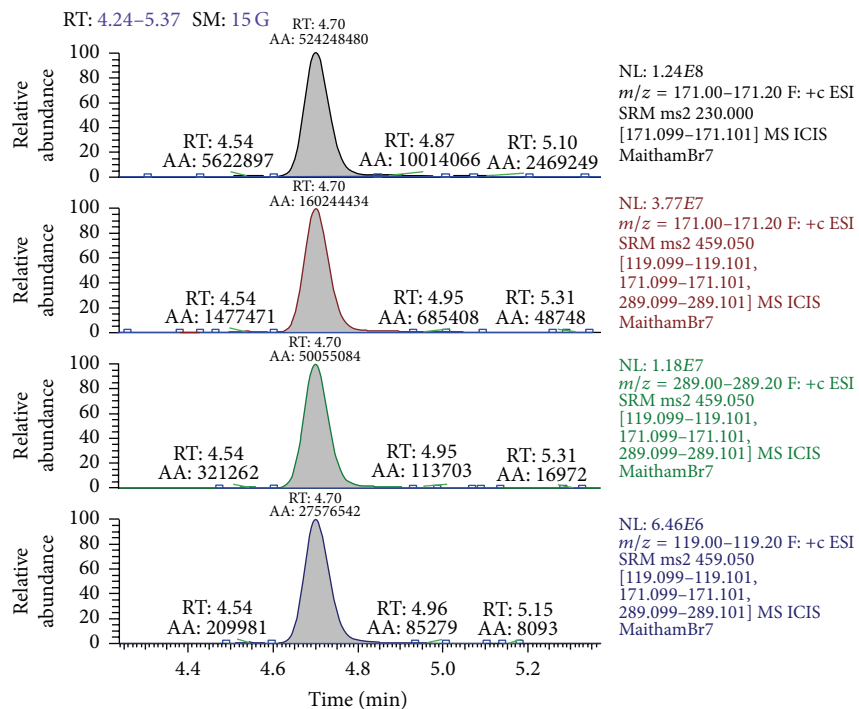 RT: 4.24–5.37 SM: 15 G
RT: 4.70
AA: 524248480
100
80
60
40
20
0
Relative
abundance
RT: 4.54
AA: 5622897
RT: 4.87
AA: 10014066
RT: 5.10
AA: 2469249
NL: 1.24E8
m/z = 171.00–171.20 F: +c ESI
SRM ms2 230.000
[171.099–171.101] MS ICIS
MaithamBr7
RT: 4.70
AA: 160244434
100
80
60
40
20
0
Relative
abundance
RT: 4.54
AA: 1477471
RT: 4.95
AA: 685408
RT: 5.31
AA: 48748
NL: 3.77E7
m/z = 171.00–171.20 F: +c ESI
SRM ms2 459.050
[119.099–119.101,
171.099–171.101,
289.099–289.101] MS ICIS
MaithamBr7
RT: 4.70
AA: 50055084
100
80
60
40
20
0
Relative
abundance
RT: 4.54
AA: 321262
RT: 4.95
AA: 113703
RT: 5.31
AA: 16972
NL: 1.18E7
m/z = 289.00–289.20 F: +c ESI
SRM ms2 459.050
[119.099–119.101,
171.099–171.101,
289.099–289.101] MS ICIS
MaithamBr7
RT: 4.70
AA: 27576542
100
80
60
40
20
0
Relative
abundance
RT: 4.54
AA: 209981
RT: 4.96
AA: 85279
RT: 5.15
AA: 8093
NL: 6.46E6
m/z = 119.00–119.20 F: +c ESI
SRM ms2 459.050
[119.099–119.101,
171.099–171.101,
289.099–289.101] MS ICIS
MaithamBr7
4.4 4.6 4.8 5.0 5.2
Time (min)